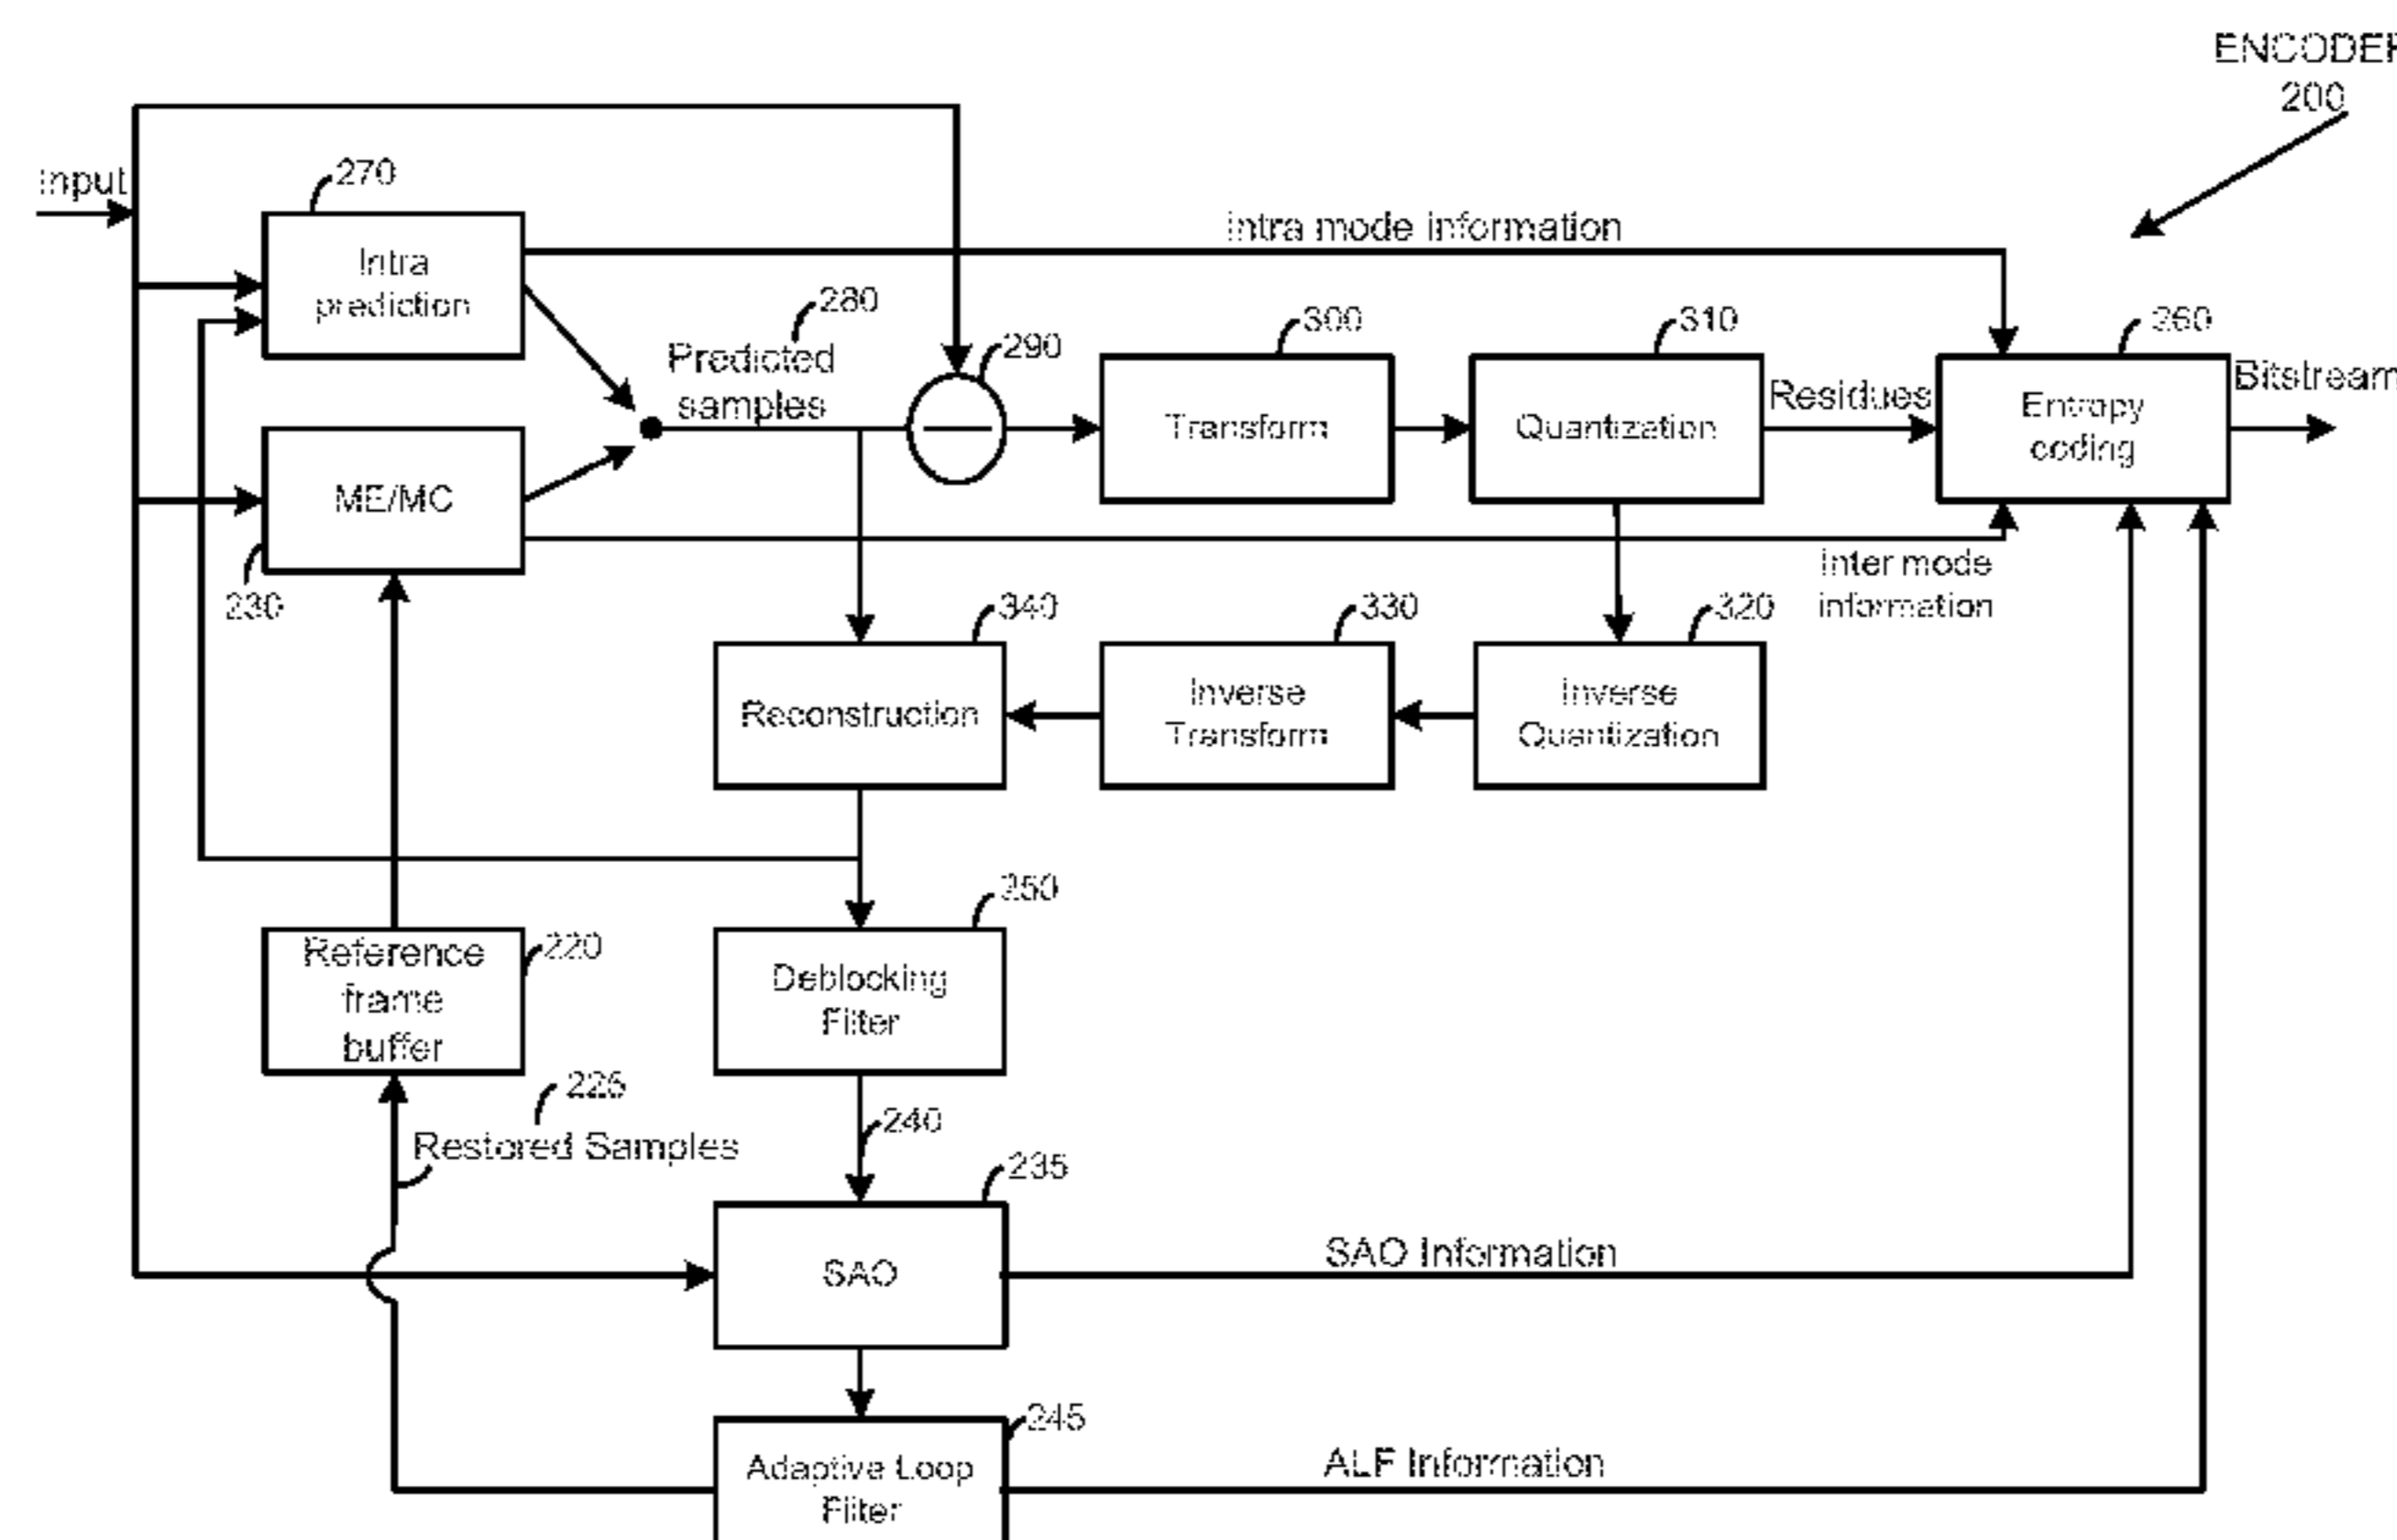 ENCODER
200
Input
270
Intra
prediction
Intra mode information
280
Predicted
samples
290
300
Transform
310
Quantization
Residues
260
Entropy
coding
Bitstream
ME/MC
230
Inter mode
information
340
Reconstruction
330
Inverse
Transform
320
Inverse
Quantization
250
Deblocking
Filter
Reference
frame
buffer
220
225
Restored Samples
240
235
SAO
SAO Information
245
Adaptive Loop
Filter
ALF Information